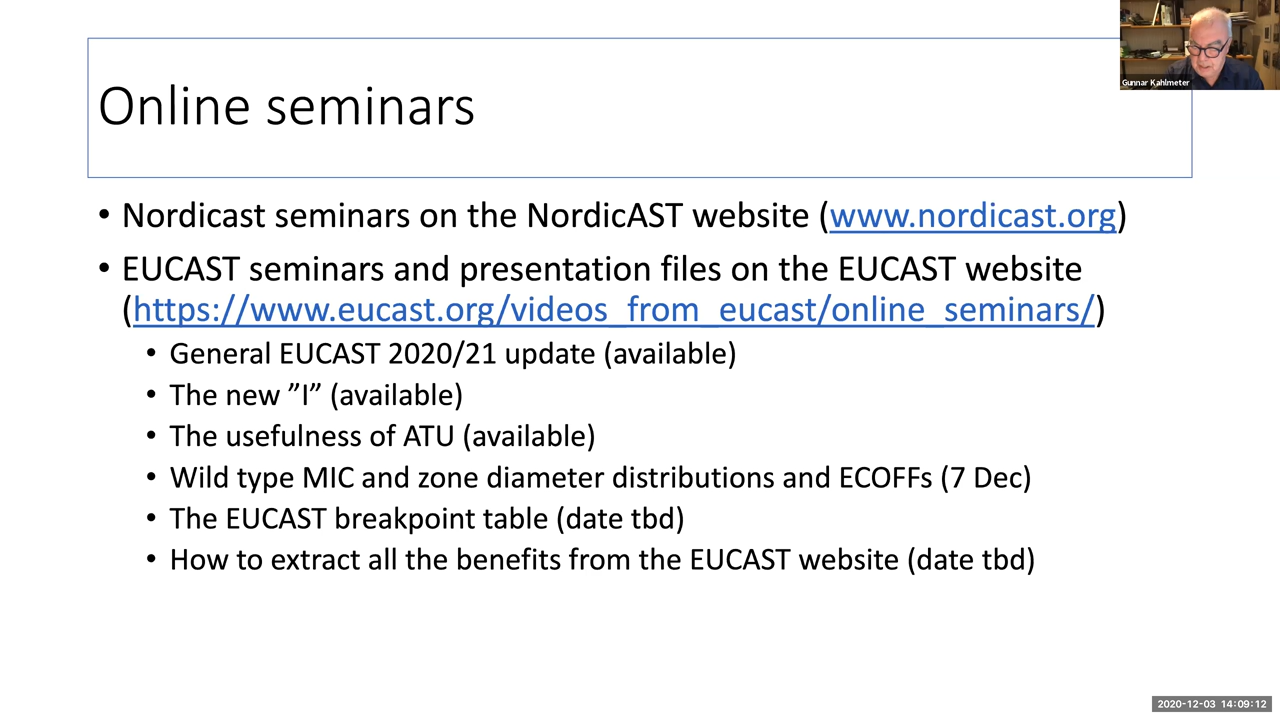 Gunnar Kahlmeter
Online seminars
• Nordicast seminars on the NordicAST website (www.nordicast.org)
• EUCAST seminars and presentation files on the EUCAST website
(https://www.eucast.org/videos_from_eucast/online_seminars/)
• General EUCAST 2020/21 update (available)
• The new ”I” (available)
• The usefulness of ATU (available)
• Wild type MIC and zone diameter distributions and ECOFFs (7 Dec)
• The EUCAST breakpoint table (date tbd)
• How to extract all the benefits from the EUCAST website (date tbd)
2020-12-03 14:09:12